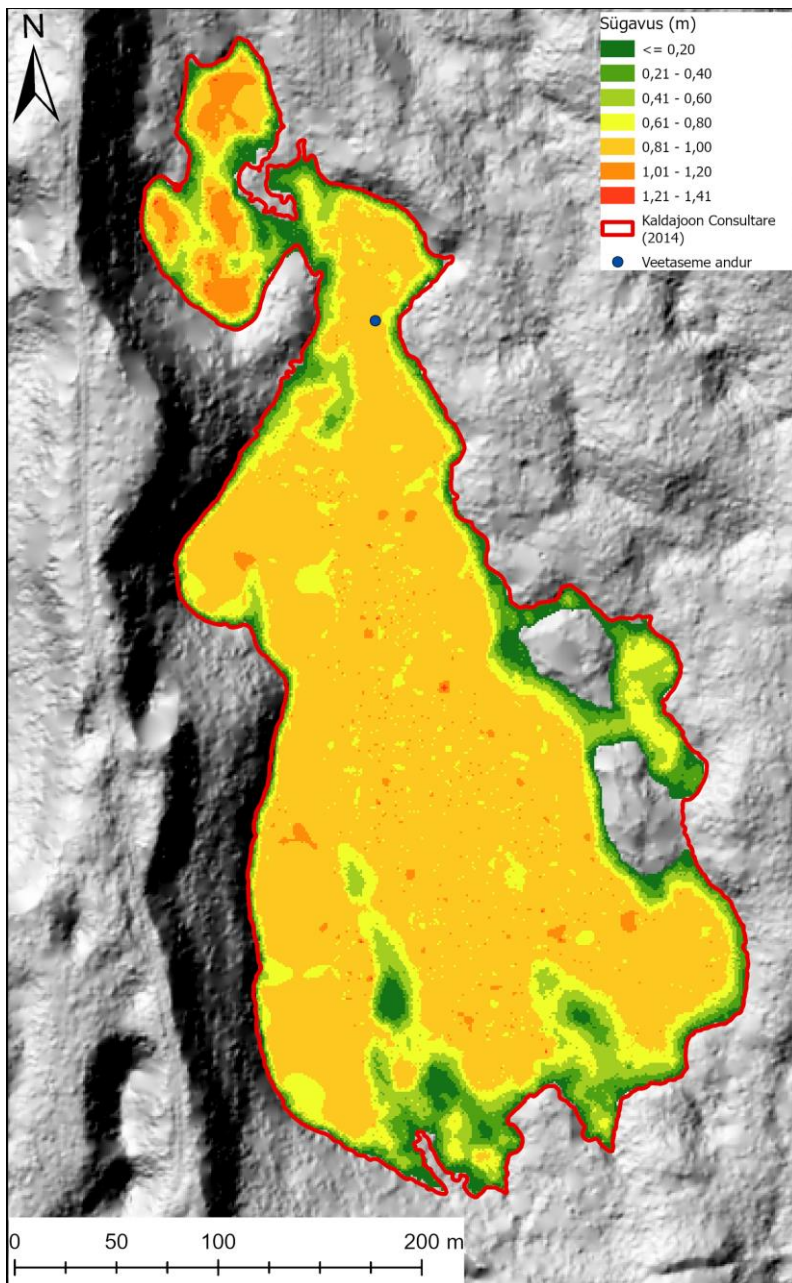 N
Sügavus (m)
<= 0,20
0,21 - 0,40
0,41 - 0,60
0,61 - 0,80
0,81 - 1,00
1,01 - 1,20
1,21 - 1,41
Kaldajoon Consultare
(2014)
Veetaseme andur
0 50 100 200 m